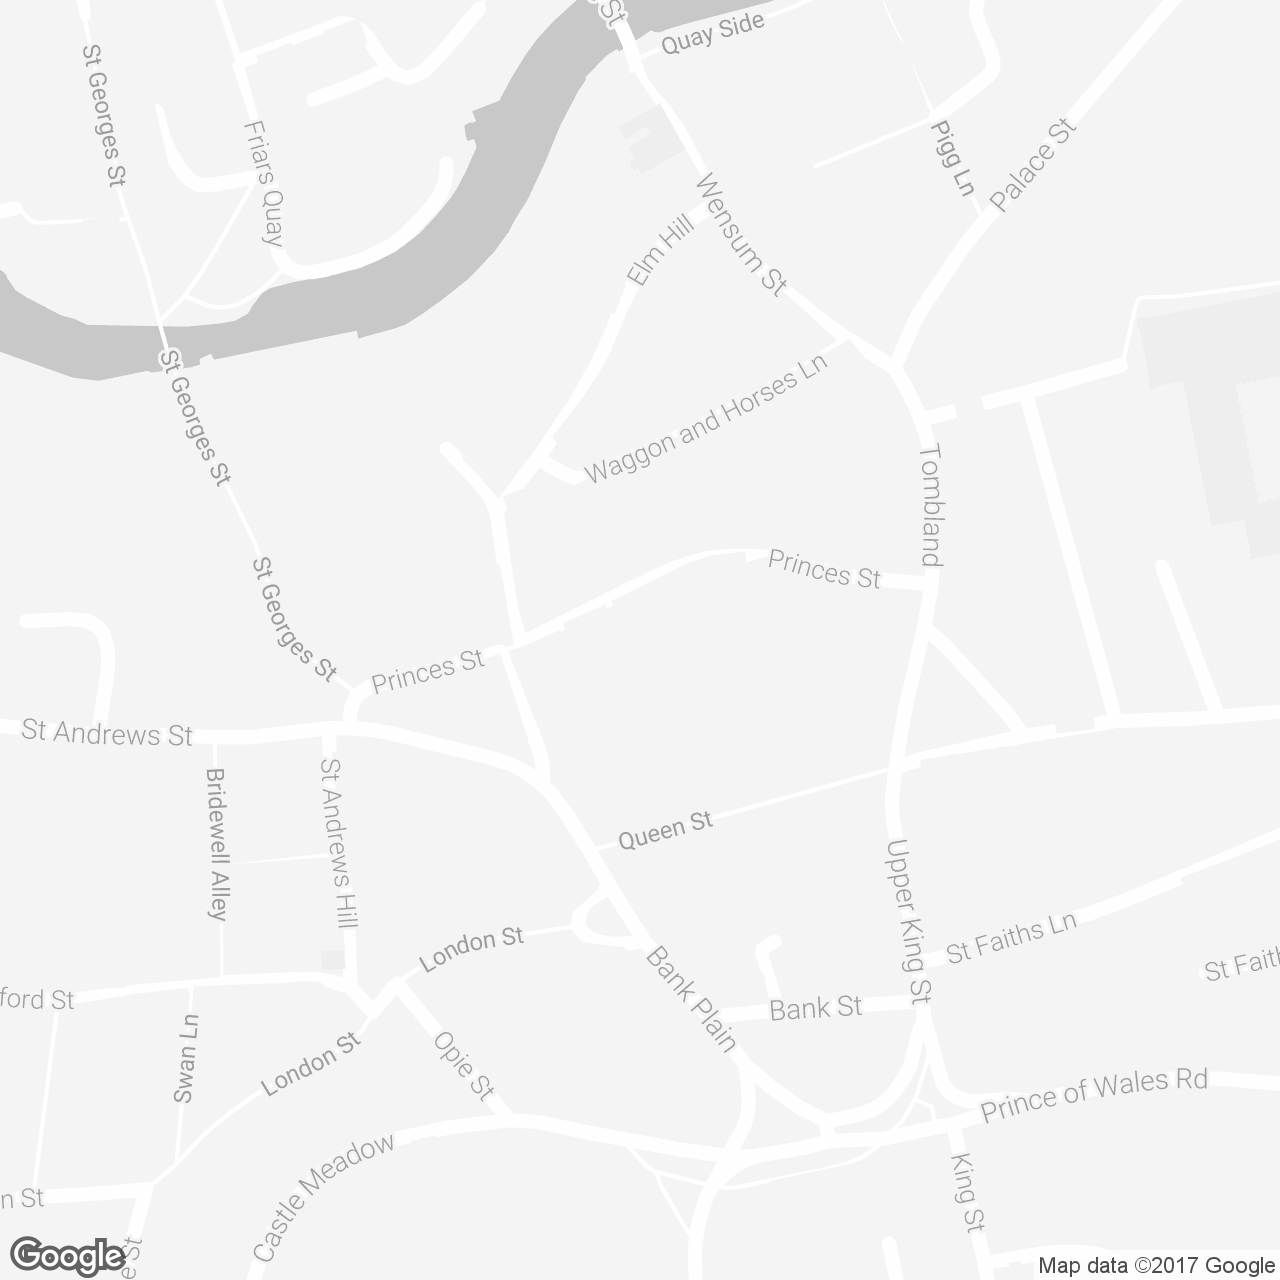 St
Quay Side
St Georges St
Friars Quay
Pigg Ln
Palace St
Wensum St
Elm Hill
St Georges St
Waggon and Horses Ln
Tombland
Princes St
St Georges St
Princes St
St Andrews St
Bridewell Alley
St Andrews Hill
Queen St
Upper King St
London St
St Faiths Ln
St Faith
Bank Plain
ford St
Bank St
Swan Ln
London St
Opie St
Prince of Wales Rd
Castle Meadow
King St
n St
e St
Google
Map data ©2017 Google